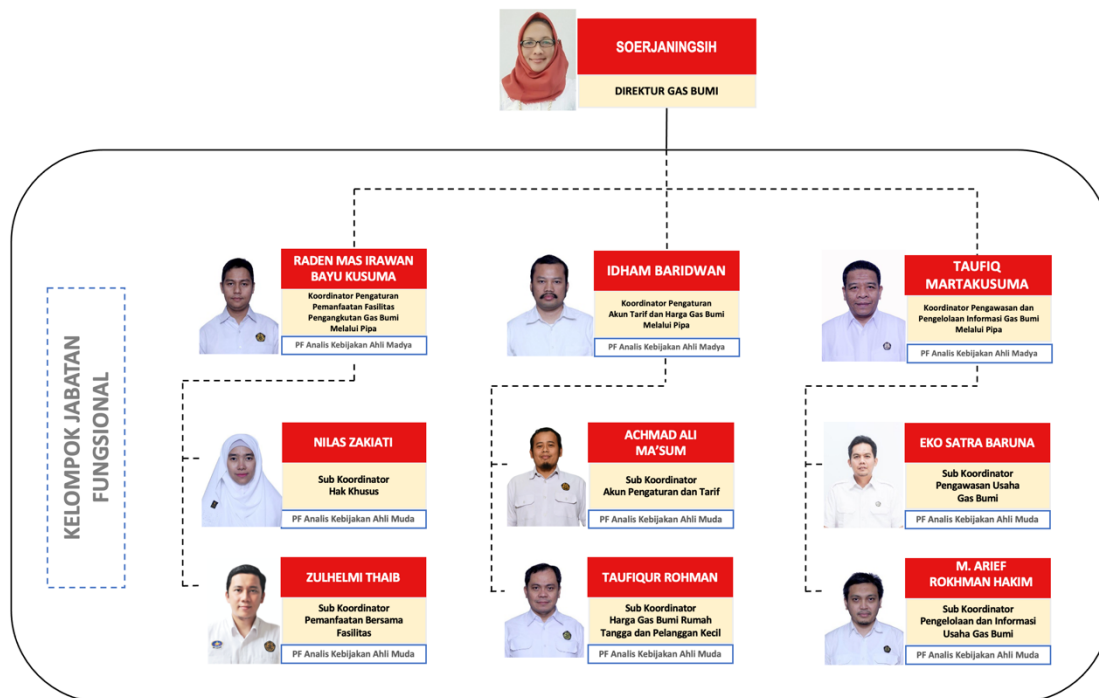 SOERJANINGSIH
DIREKTUR GAS BUMI
KELOMPOK JABATAN
FUNGSIONAL
RADEN MAS IRAWAN
BAYU KUSUMA
Koordinator Pengaturan
Pemanfaatan Fasilitas
Pengangkutan Gas Bumi
Melalui Pipa
PF Analis Kebijakan Ahli Madya
IDHAM BARIDWAN
Koordinator Pengaturan
Akun Tarif dan Harga Gas Bumi
Melalui Pipa
PF Analis Kebijakan Ahli Madya
TAUFIQ
MARTAKUSUMA
Koordinator Pengawasan dan
Pengelolaan Informasi Gas Bumi
Melalui Pipa
PF Analis Kebijakan Ahli Madya
NILAS ZAKIATI
Sub Koordinator
Hak Khusus
PF Analis Kebijakan Ahli Muda
ACHMAD ALI
MA'SUM
Sub Koordinator
Akun Pengaturan dan Tarif
PF Analis Kebijakan Ahli Muda
EKO SATRA BARUNA
Sub Koordinator
Pengawasan Usaha
Gas Bumi
PF Analis Kebijakan Ahli Muda
ZULHELMI THAIB
Sub Koordinator
Pemanfaatan Bersama
Fasilitas
PF Analis Kebijakan Ahli Muda
TAUFIQUR ROHMAN
Sub Koordinator
Harga Gas Bumi Rumah
Tangga dan Pelanggan Kecil
PF Analis Kebijakan Ahli Muda
M. ARIEF
ROKHMAN HAKIM
Sub Koordinator
Pengelolaan dan Informasi
Usaha Gas Bumi
PF Analis Kebijakan Ahli Muda